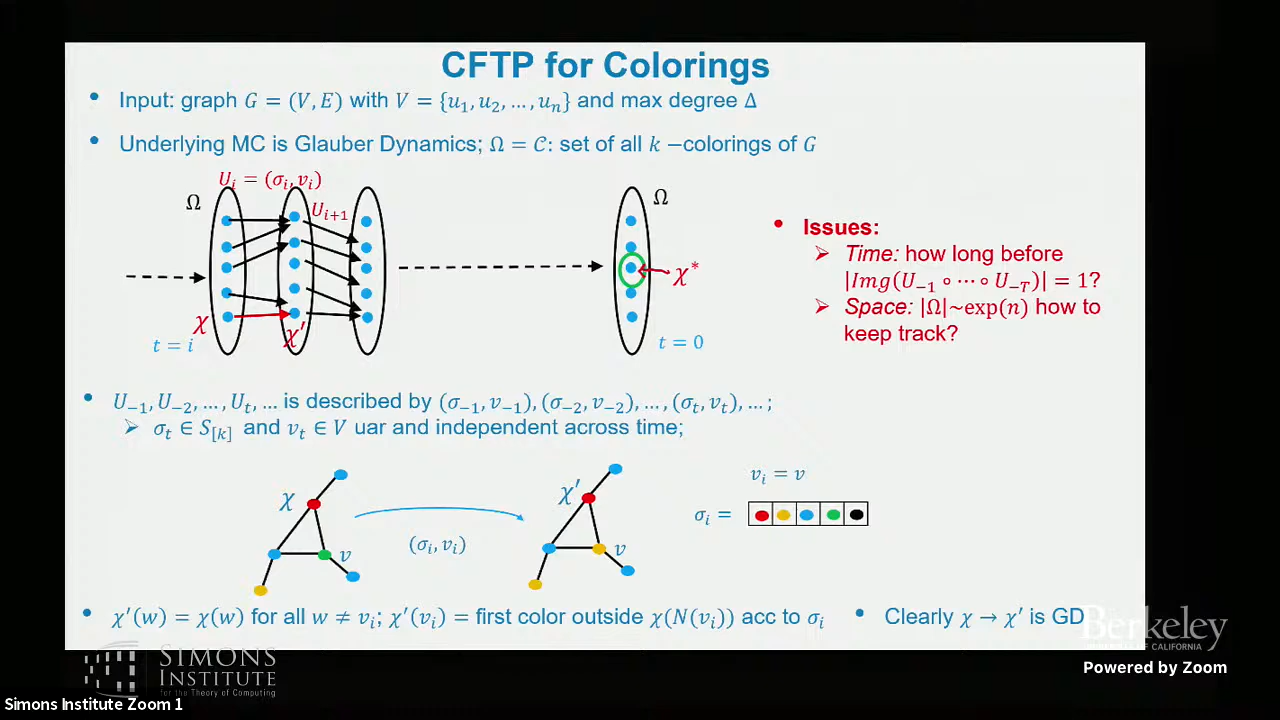 CFTP for Colorings
• Input: graph G = (V, E) with V = {u₁, u₂, … , uₙ} and max degree Δ
• Underlying MC is Glauber Dynamics; Ω = 𝒞: set of all k −colorings of G
Uᵢ = (σᵢ, vᵢ)
Ω
Uᵢ₊₁
Ω
χ*
χ
χ′
t = i
t = 0
• Issues:
➢ Time: how long before
|Img(U₋₁ ∘ ⋯ ∘ U₋T)| = 1?
➢ Space: |Ω|~exp(n) how to
keep track?
• U₋₁, U₋₂, … , Uₜ, … is described by (σ₋₁, v₋₁), (σ₋₂, v₋₂), … , (σₜ, vₜ), … ;
➢ σₜ ∈ S[k] and vₜ ∈ V uar and independent across time;
χ
v
(σᵢ, vᵢ)
χ′
v
vᵢ = v
σᵢ =
• χ′(w) = χ(w) for all w ≠ vᵢ; χ′(vᵢ) = first color outside χ(N(vᵢ)) acc to σᵢ
• Clearly χ → χ′ is GD
Berkeley
UNIVERSITY OF CALIFORNIA
Powered by Zoom
SIMONS
INSTITUTE
for the Theory of Computing
Simons Institute Zoom 1